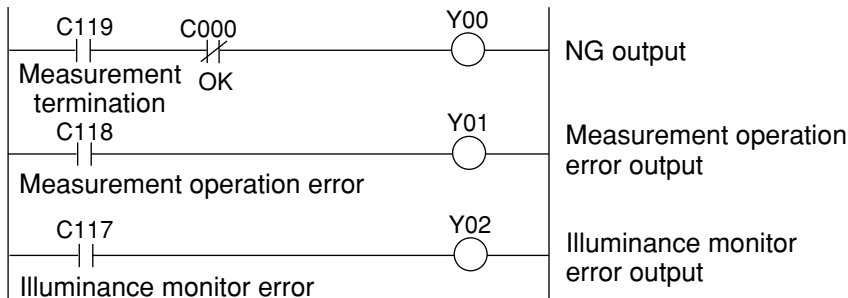 C119 C000 Y00
NG output
Measurement termination OK
C118 Y01
Measurement operation error output
Measurement operation error
C117 Y02
Illuminance monitor error output
Illuminance monitor error